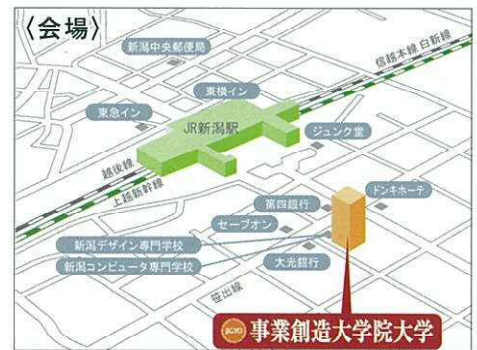 〈会場〉
新潟中央郵便局
信越本線 白新線
東横イン
東急イン
JR新潟駅
ジュンク堂
越後線
上越新幹線
ドンキホーテ
第四銀行
セーブオン
新潟デザイン専門学校
新潟コンピュータ専門学校
大光銀行
笹出線
事業創造大学院大学